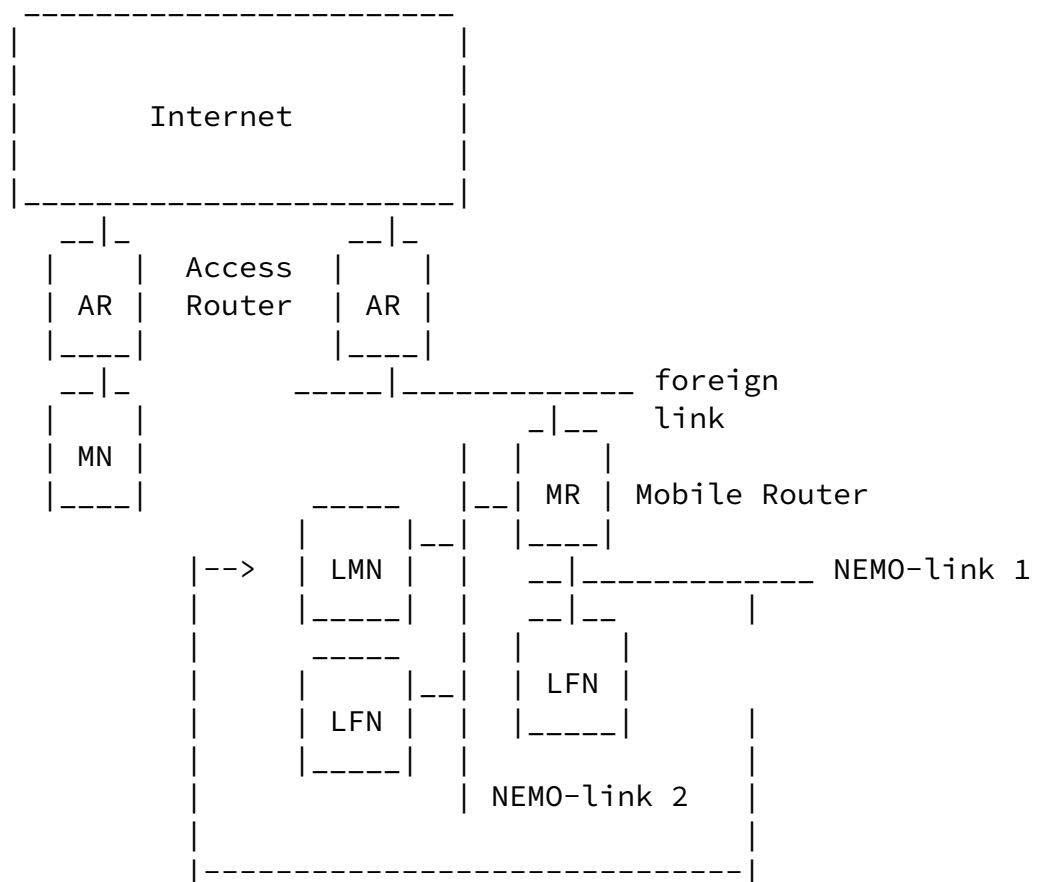 Internet
Access
AR Router AR
foreign
link
MN
MR Mobile Router
LMN NEMO-link 1
LFN
LFN
NEMO-link 2